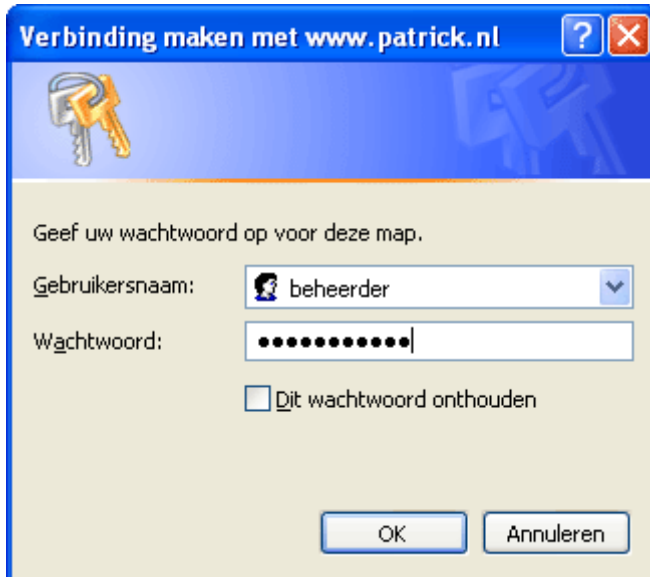 Verbinding maken met www.patrick.nl
Geef uw wachtwoord op voor deze map.
Gebruikersnaam: beheerder
Wachtwoord: ●●●●●●●●●●●
Dit wachtwoord onthouden
OK Annuleren